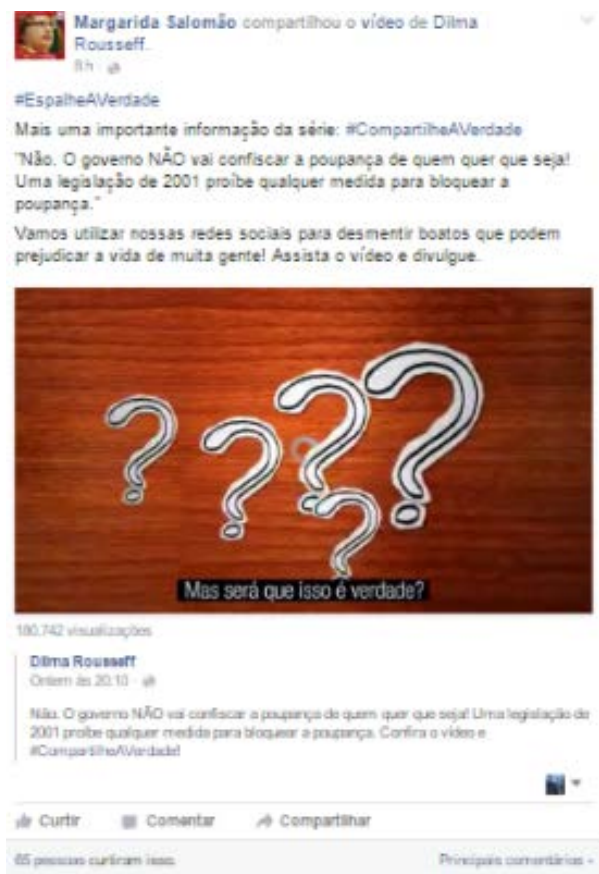 Margarida Salomão compartilhou o vídeo de Dilma
Rousseff.
8 h
#EspalheAVerdade
Mais uma importante informação da série: #CompartilheAVerdade
"Não. O governo NÃO vai confiscar a poupança de quem quer que seja!
Uma legislação de 2001 proíbe qualquer medida para bloquear a
poupança."
Vamos utilizar nossas redes sociais para desmentir boatos que podem
prejudicar a vida de muita gente! Assista o vídeo e divulgue.
? ? ? ? ?
Mas será que isso é verdade?
180.742 visualizações
Dilma Rousseff
Ontem às 20:10
Não. O governo NÃO vai confiscar a poupança de quem quer que seja! Uma legislação de
2001 proíbe qualquer medida para bloquear a poupança. Confira o vídeo e
#CompartilheAVerdade!
Curtir Comentar Compartilhar
65 pessoas curtiram isso. Principais comentários